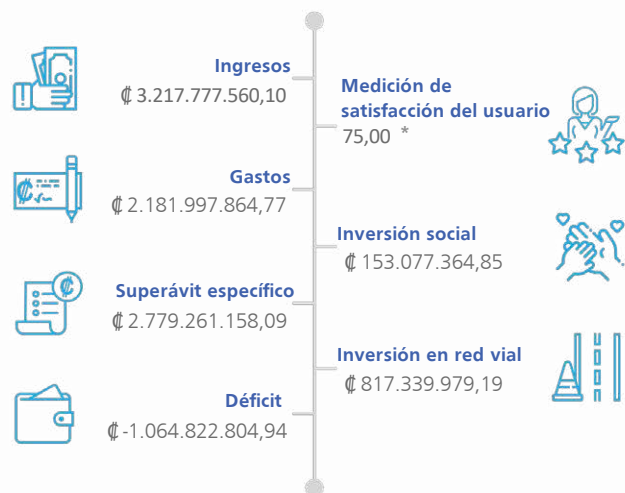 Ingresos
₡ 3.217.777.560,10
Gastos
₡ 2.181.997.864,77
Superávit específico
₡ 2.779.261.158,09
Déficit
₡ -1.064.822.804,94
Medición de
satisfacción del usuario
75,00 *
Inversión social
₡ 153.077.364,85
Inversión en red vial
₡ 817.339.979,19